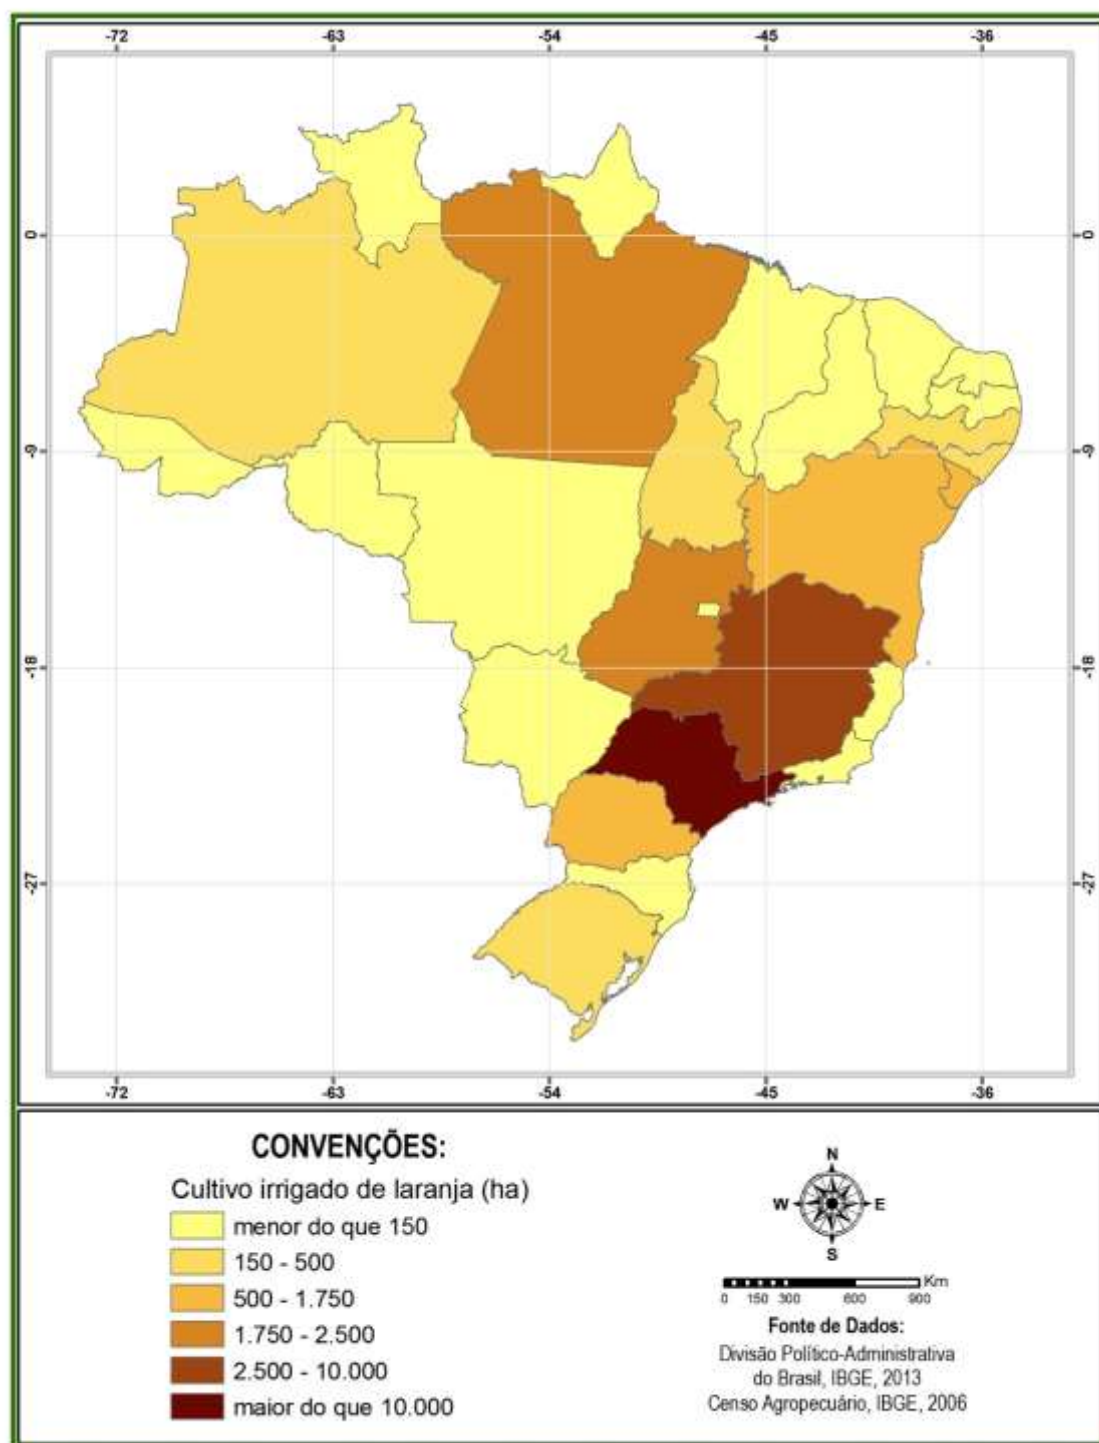 -72 -63 -54 -45 -36
0 0
-9 -9
-18 -18
-27 -27
-72 -63 -54 -45 -36
CONVENÇÕES:
Cultivo irrigado de laranja (ha)
menor do que 150
150 - 500
500 - 1.750
1.750 - 2.500
2.500 - 10.000
maior do que 10.000
N
W E
S
Km
0 150 300 600 900
Fonte de Dados:
Divisão Político-Administrativa
do Brasil, IBGE, 2013
Censo Agropecuário, IBGE, 2006